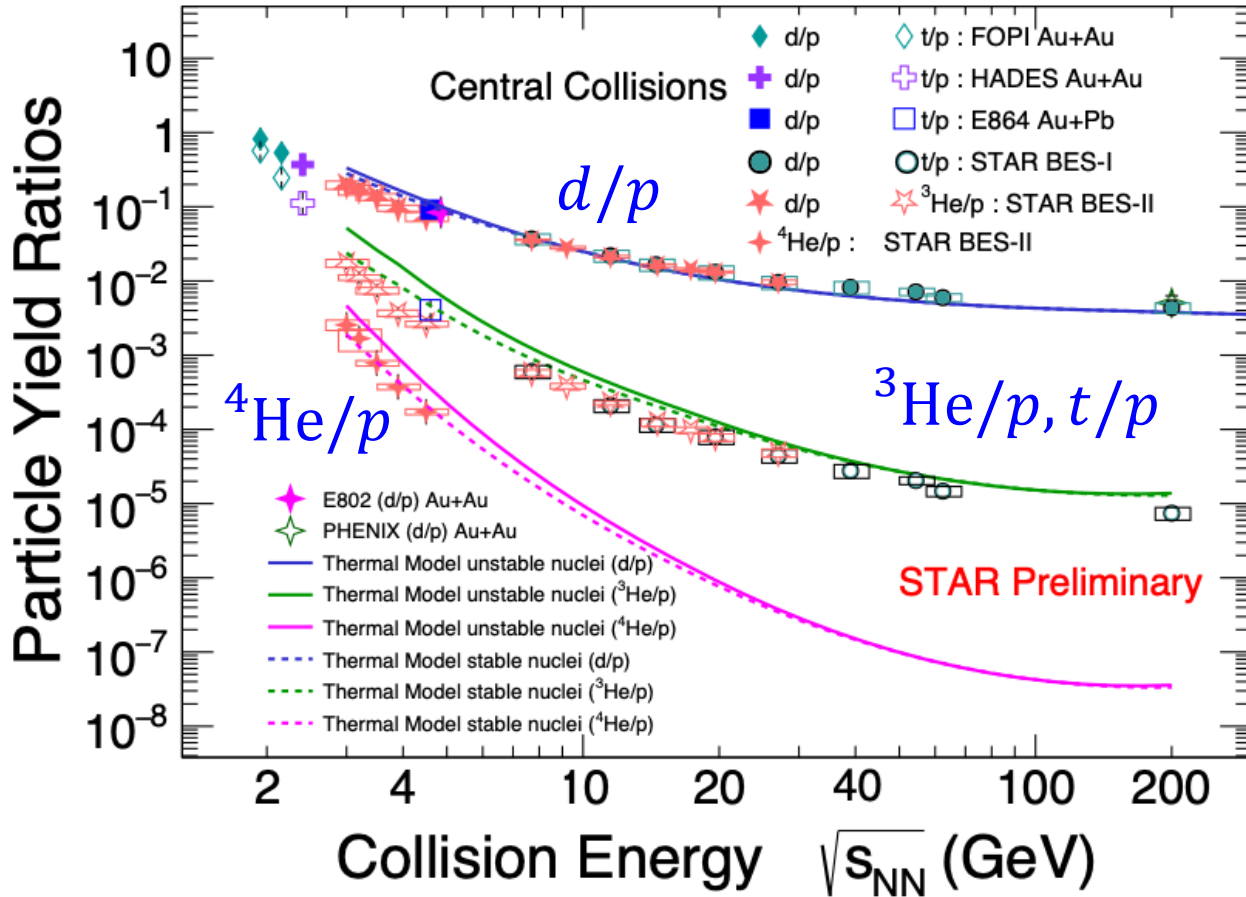 Particle Yield Ratios
10
1
10⁻¹
10⁻²
10⁻³
10⁻⁴
10⁻⁵
10⁻⁶
10⁻⁷
10⁻⁸
Central Collisions
d/p t/p : FOPI Au+Au
d/p t/p : HADES Au+Au
d/p t/p : E864 Au+Pb
d/p t/p : STAR BES-I
d/p ³He/p : STAR BES-II
⁴He/p : STAR BES-II
d/p
⁴He/p
³He/p, t/p
E802 (d/p) Au+Au
PHENIX (d/p) Au+Au
Thermal Model unstable nuclei (d/p)
Thermal Model unstable nuclei (³He/p)
Thermal Model unstable nuclei (⁴He/p)
Thermal Model stable nuclei (d/p)
Thermal Model stable nuclei (³He/p)
Thermal Model stable nuclei (⁴He/p)
STAR Preliminary
2 4 10 20 40 100 200
Collision Energy √s_NN (GeV)